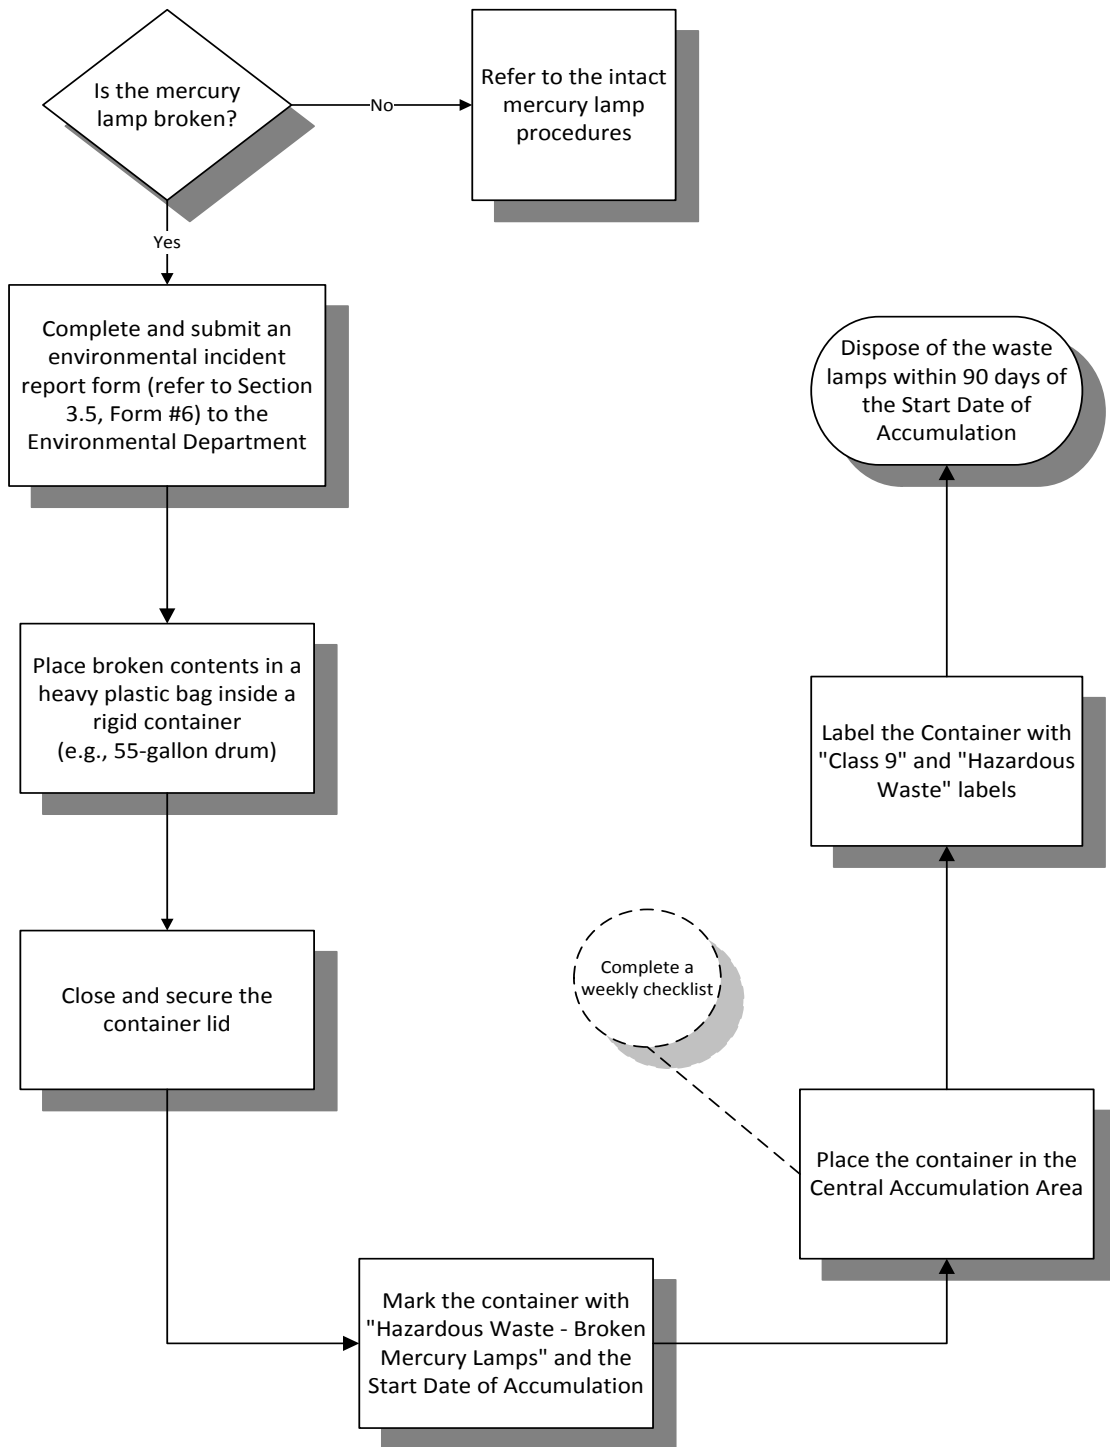 Is the mercury
lamp broken?
No
Refer to the intact
mercury lamp
procedures
Yes
Complete and submit an
environmental incident
report form (refer to Section
3.5, Form #6) to the
Environmental Department
Place broken contents in a
heavy plastic bag inside a
rigid container
(e.g., 55-gallon drum)
Close and secure the
container lid
Mark the container with
"Hazardous Waste - Broken
Mercury Lamps" and the
Start Date of Accumulation
Place the container in the
Central Accumulation Area
Complete a
weekly checklist
Label the Container with
"Class 9" and "Hazardous
Waste" labels
Dispose of the waste
lamps within 90 days of
the Start Date of
Accumulation